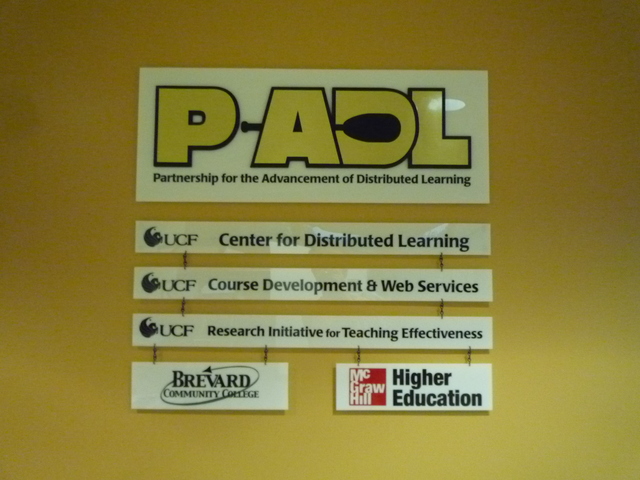 P-ADL
Partnership for the Advancement of Distributed Learning
UCF Center for Distributed Learning
UCF Course Development & Web Services
UCF Research Initiative for Teaching Effectiveness
BREVARD
COMMUNITY COLLEGE
Mc
Graw
Hill
Higher
Education